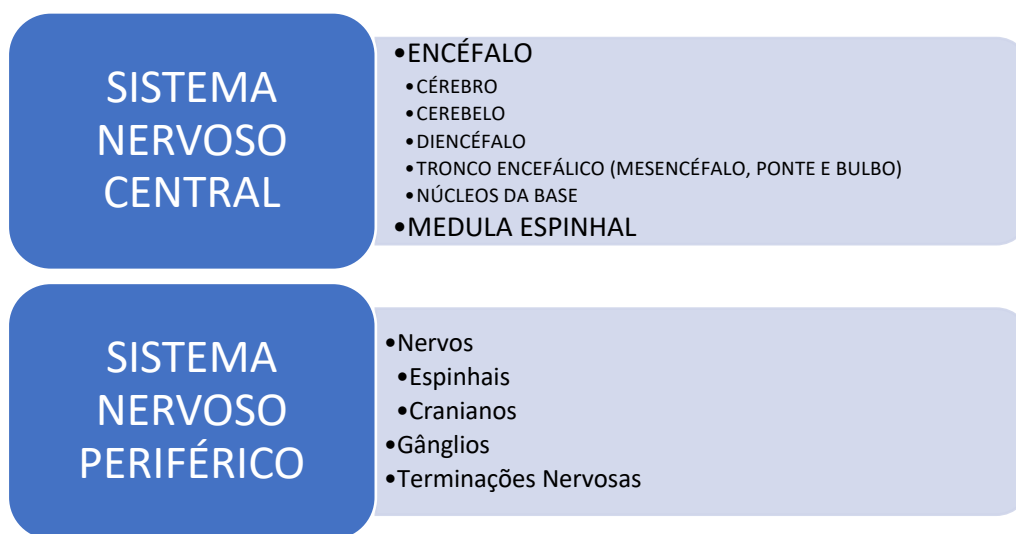 SISTEMA
NERVOSO
CENTRAL
•ENCÉFALO
•CÉREBRO
•CEREBELO
•DIENCÉFALO
•TRONCO ENCEFÁLICO (MESENCÉFALO, PONTE E BULBO)
•NÚCLEOS DA BASE
•MEDULA ESPINHAL
SISTEMA
NERVOSO
PERIFÉRICO
•Nervos
•Espinhais
•Cranianos
•Gânglios
•Terminações Nervosas